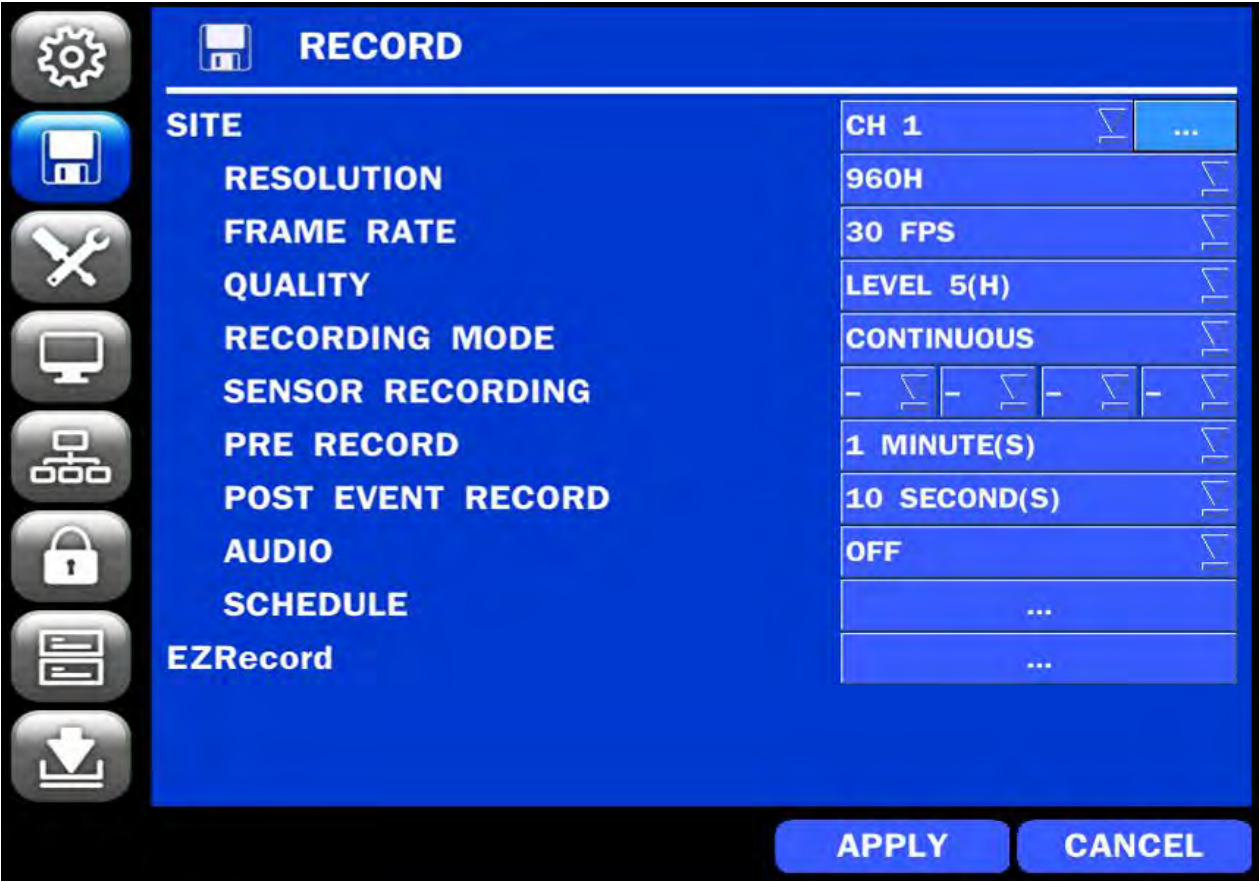 RECORD
SITE CH 1 ...
RESOLUTION 960H
FRAME RATE 30 FPS
QUALITY LEVEL 5(H)
RECORDING MODE CONTINUOUS
SENSOR RECORDING - - - -
PRE RECORD 1 MINUTE(S)
POST EVENT RECORD 10 SECOND(S)
AUDIO OFF
SCHEDULE ...
EZRecord ...
APPLY CANCEL